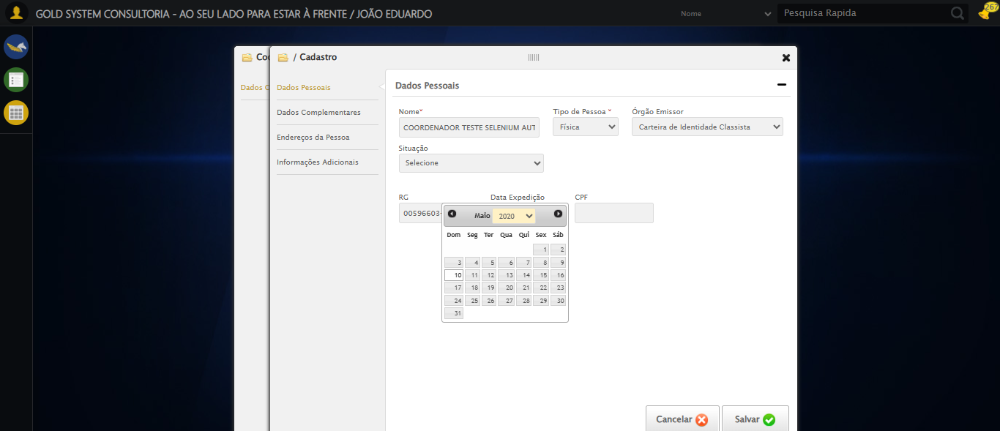 GOLD SYSTEM CONSULTORIA - AO SEU LADO PARA ESTAR À FRENTE / JOÃO EDUARDO
Nome
Pesquisa Rapida
267
/ Cadastro
Dados Pessoais
Dados Complementares
Endereços da Pessoa
Informações Adicionais
Dados Pessoais
Nome* Tipo de Pessoa * Órgão Emissor
COORDENADOR TESTE SELENIUM AUT Física Carteira de Identidade Classista
Situação
Selecione
RG Data Expedição CPF
00596603
Maio 2020
Dom Seg Ter Qua Qui Sex Sáb
1 2
3 4 5 6 7 8 9
10 11 12 13 14 15 16
17 18 19 20 21 22 23
24 25 26 27 28 29 30
31
Cancelar Salvar